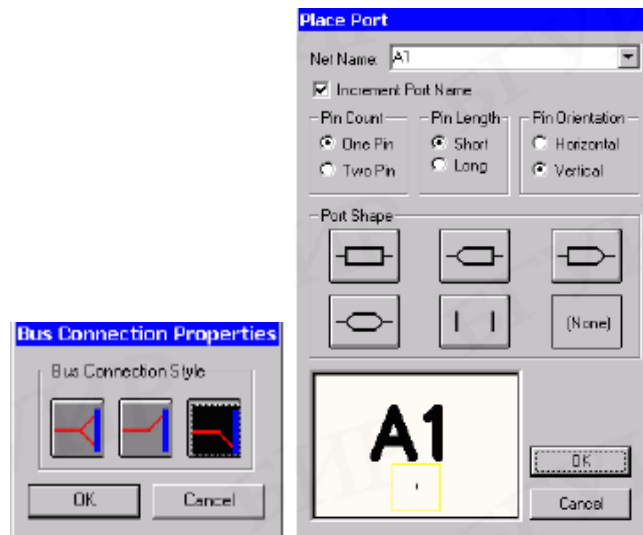 Place Port
Net Name: A1
Increment Port Name
Pin Count
One Pin
Two Pin
Pin Length
Short
Long
Pin Orientation
Horizontal
Vertical
Port Shape
(None)
A1
OK
Cancel
Bus Connection Properties
Bus Connection Style
OK
Cancel